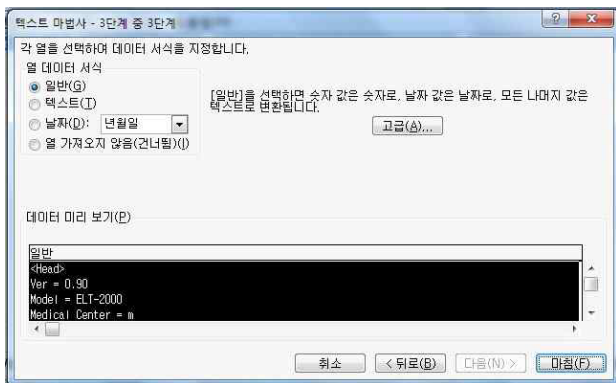 텍스트 마법사 - 3단계 중 3단계
각 열을 선택하여 데이터 서식을 지정합니다.
열 데이터 서식
일반(G)
텍스트(T)
날짜(D): 년월일
열 가져오지 않음(건너뜀)(I)
[일반]을 선택하면 숫자 값은 숫자로, 날짜 값은 날짜로, 모든 나머지 값은
텍스트로 변환됩니다.
고급(A)...
데이터 미리 보기(P)
일반
<Head>
Ver = 0.90
Model = ELT-2000
Medical Center = m
취소
< 뒤로(B)
다음(N) >
마침(F)